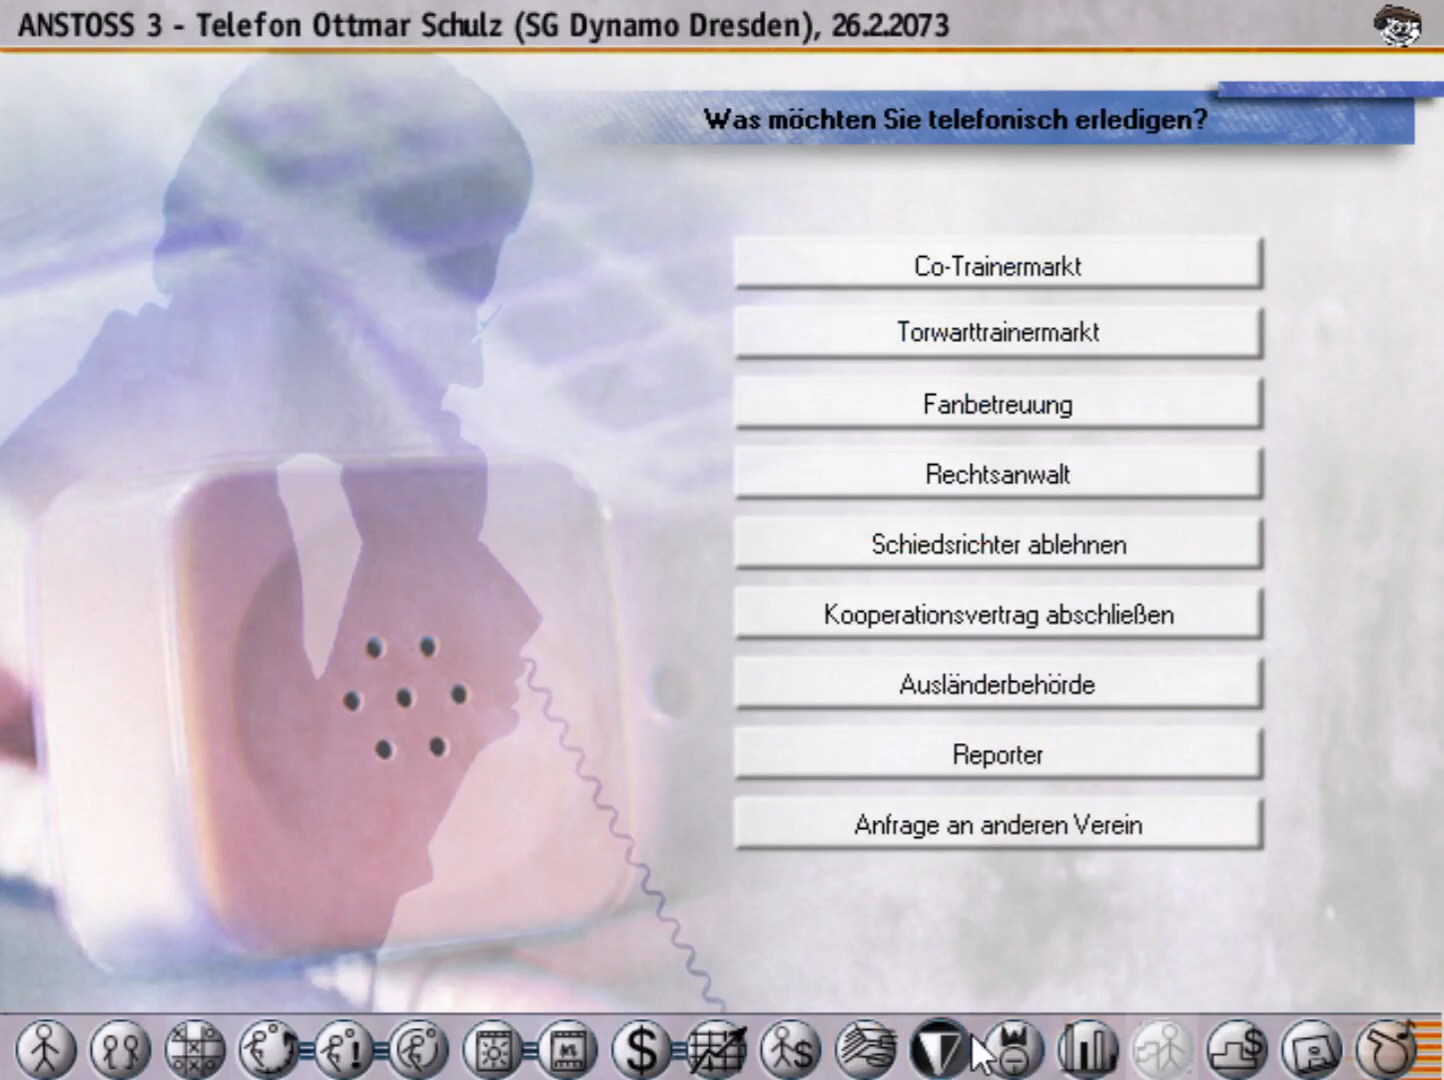 ANSTOSS 3 - Telefon Ottmar Schulz (SG Dynamo Dresden), 26.2.2073
Was möchten Sie telefonisch erledigen?
Co-Trainermarkt
Torwarttrainermarkt
Fanbetreuung
Rechtsanwalt
Schiedsrichter ablehnen
Kooperationsvertrag abschließen
Ausländerbehörde
Reporter
Anfrage an anderen Verein